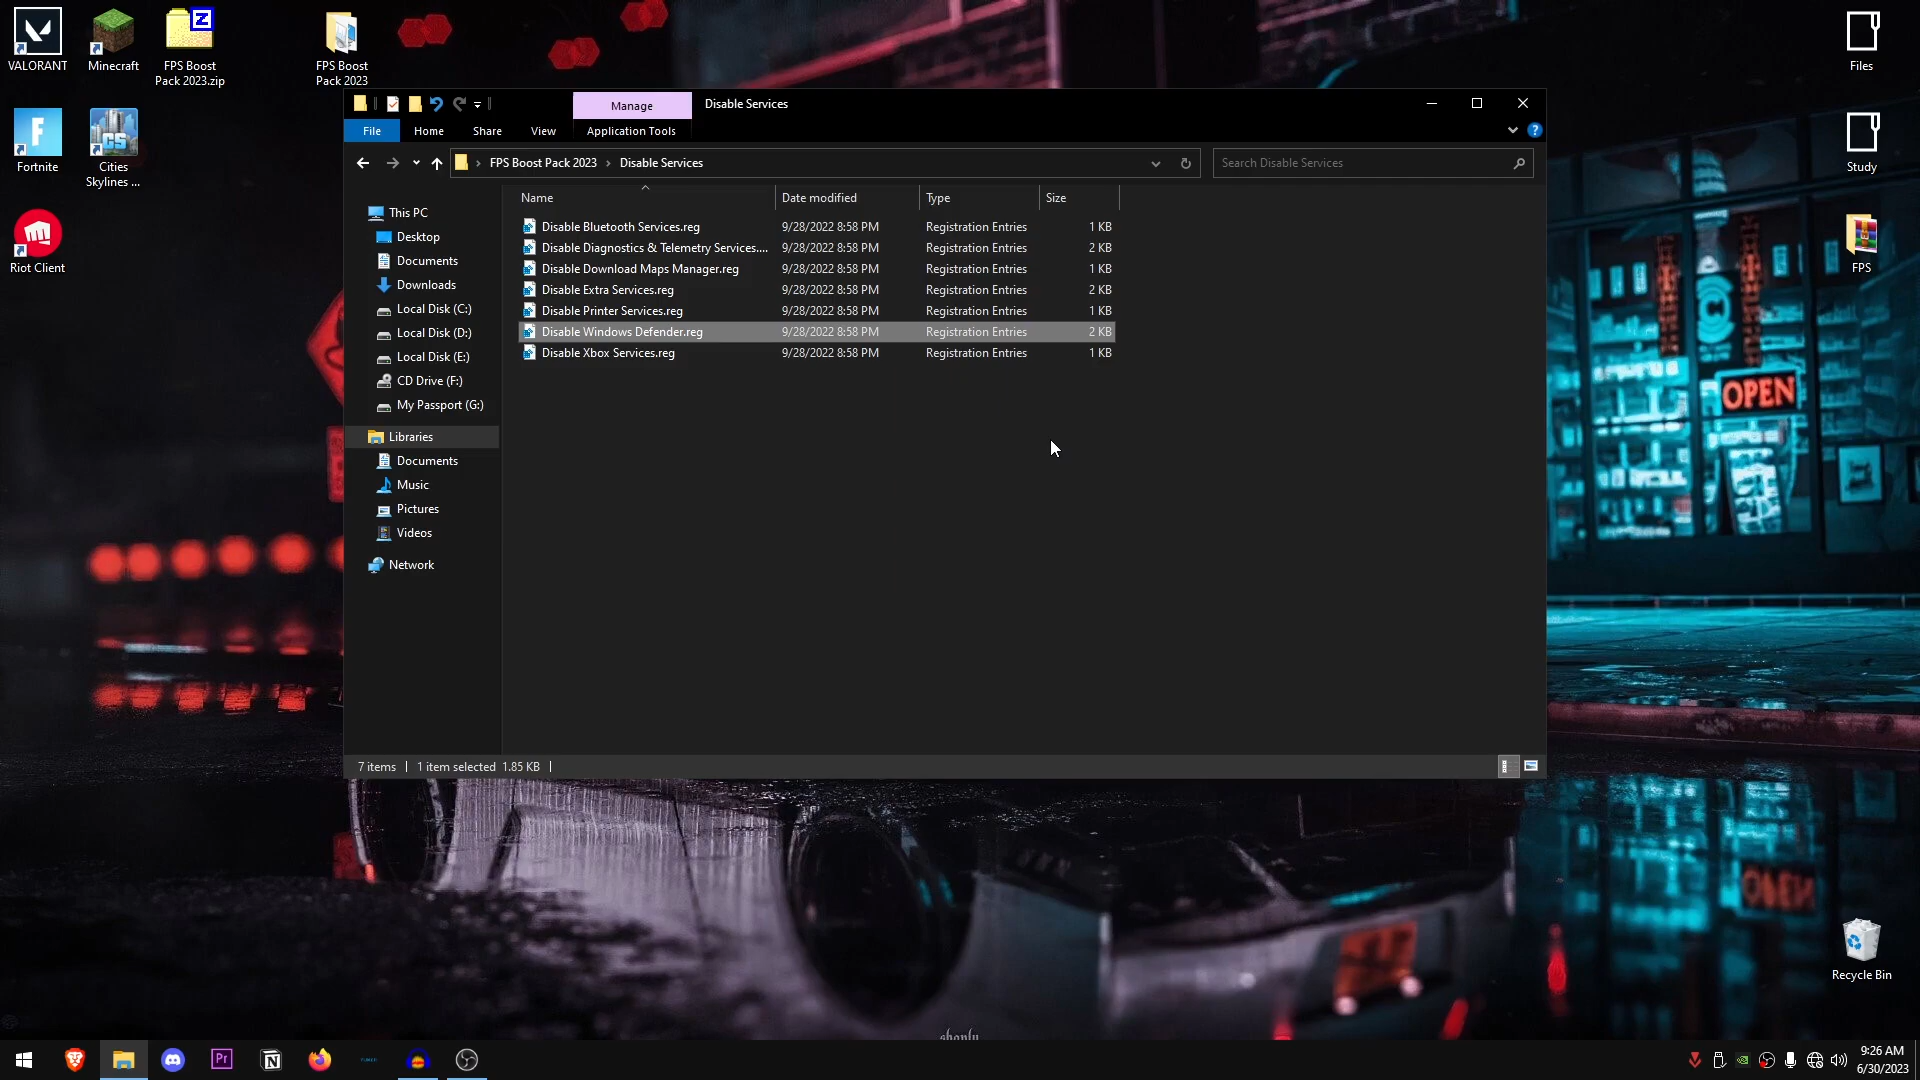 VALORANT
Minecraft
FPS Boost
Pack 2023.zip
FPS Boost
Pack 2023
Fortnite
Cities
Skylines ...
Riot Client
Files
Study
FPS
Recycle Bin
Manage
Disable Services
File
Home
Share
View
Application Tools
FPS Boost Pack 2023 › Disable Services
Search Disable Services
Name
Date modified
Type
Size
This PC
Desktop
Documents
Downloads
Local Disk (C:)
Local Disk (D:)
Local Disk (E:)
CD Drive (F:)
My Passport (G:)
Libraries
Documents
Music
Pictures
Videos
Network
Disable Bluetooth Services.reg 9/28/2022 8:58 PM Registration Entries 1 KB
Disable Diagnostics & Telemetry Services.... 9/28/2022 8:58 PM Registration Entries 2 KB
Disable Download Maps Manager.reg 9/28/2022 8:58 PM Registration Entries 1 KB
Disable Extra Services.reg 9/28/2022 8:58 PM Registration Entries 2 KB
Disable Printer Services.reg 9/28/2022 8:58 PM Registration Entries 1 KB
Disable Windows Defender.reg 9/28/2022 8:58 PM Registration Entries 2 KB
Disable Xbox Services.reg 9/28/2022 8:58 PM Registration Entries 1 KB
7 items
1 item selected 1.85 KB
OPEN
9:26 AM
6/30/2023